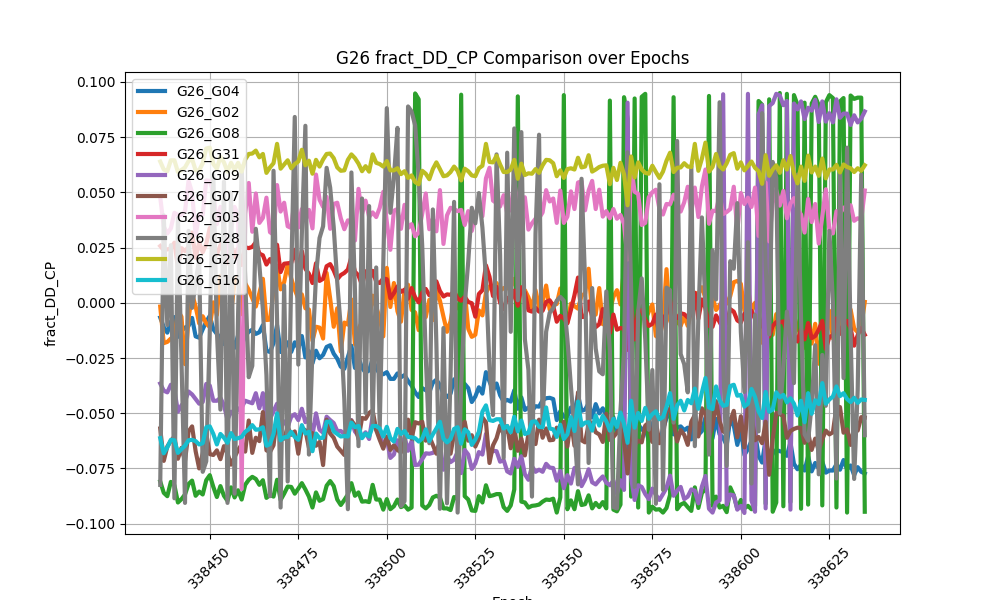 G26 fract_DD_CP Comparison over Epochs
fract_DD_CP
0.100
0.075
0.050
0.025
0.000
−0.025
−0.050
−0.075
−0.100
G26_G04
G26_G02
G26_G08
G26_G31
G26_G09
G26_G07
G26_G03
G26_G28
G26_G27
G26_G16
338450
338475
338500
338525
338550
338575
338600
338625
Epoch